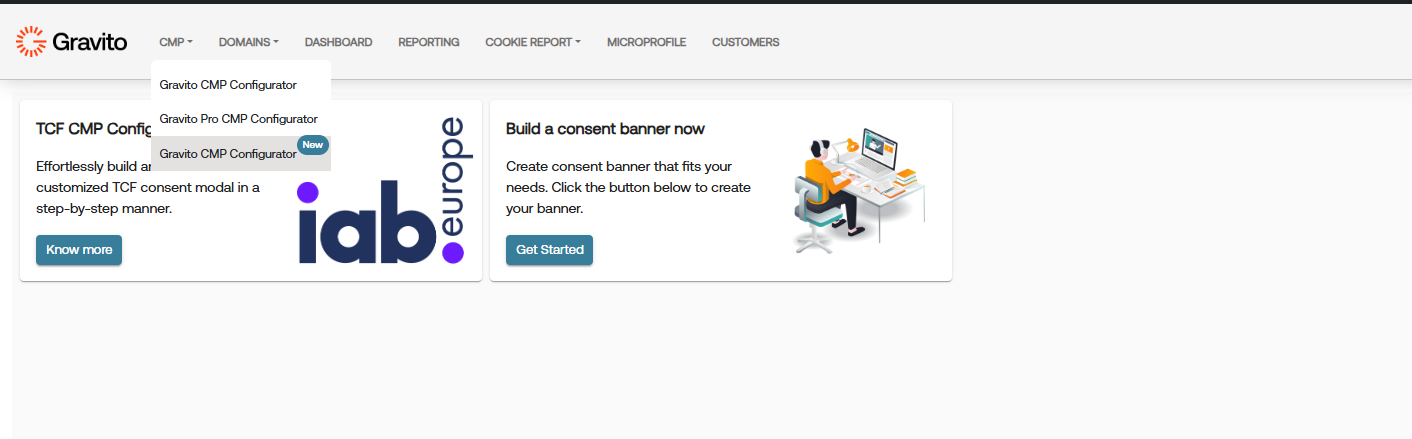 Gravito
CMP DOMAINS DASHBOARD REPORTING COOKIE REPORT MICROPROFILE CUSTOMERS
Gravito CMP Configurator
Gravito Pro CMP Configurator
Gravito CMP Configurator New
TCF CMP Config
Effortlessly build an
customized TCF consent modal in a
step-by-step manner.
Know more
iab europe
Build a consent banner now
Create consent banner that fits your
needs. Click the button below to create
your banner.
Get Started